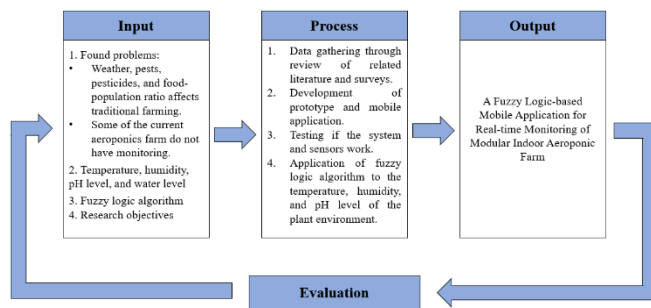 Input
1. Found problems:
• Weather, pests,
pesticides, and food-
population ratio affects
traditional farming.
• Some of the current
aeroponics farm do not
have monitoring.
2. Temperature, humidity,
pH level, and water level
3. Fuzzy logic algorithm
4. Research objectives
Process
1. Data gathering through
review of related
literature and surveys.
2. Development of
prototype and mobile
application.
3. Testing if the system
and sensors work.
4. Application of fuzzy
logic algorithm to the
temperature, humidity,
and pH level of the
plant environment.
Output
A Fuzzy Logic-based
Mobile Application for
Real-time Monitoring of
Modular Indoor Aeroponic
Farm
Evaluation